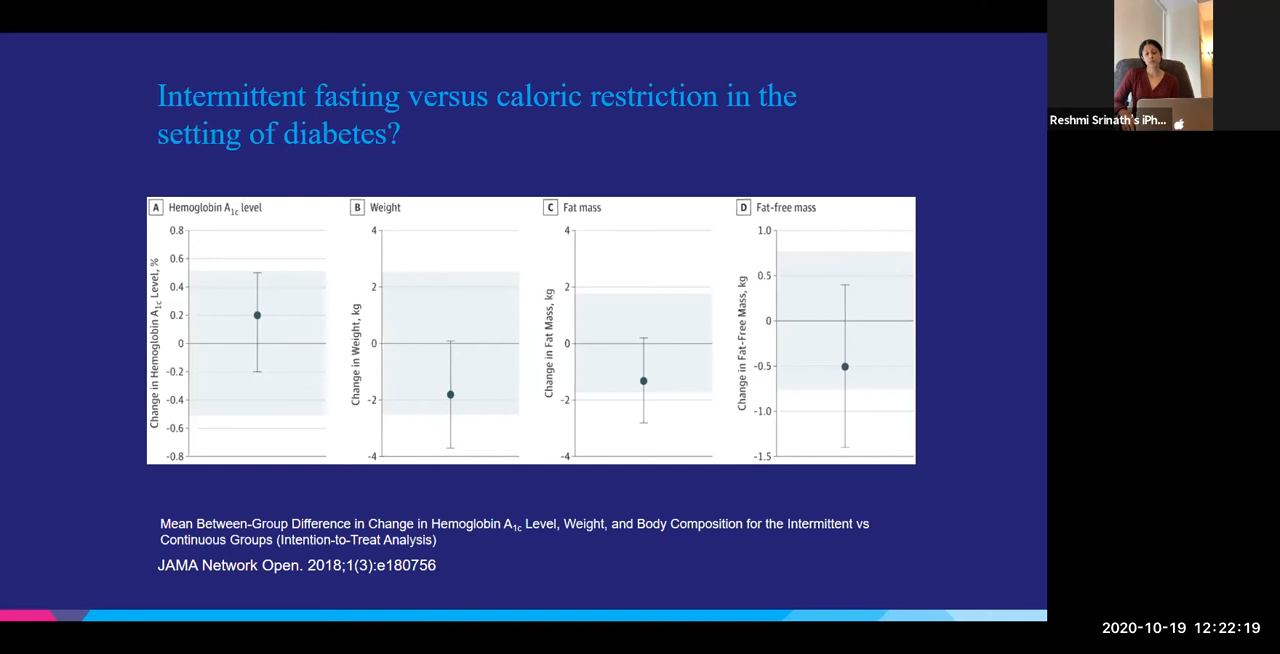 Intermittent fasting versus caloric restriction in the
setting of diabetes?
Reshmi Srinath's iPh...
A Hemoglobin A1c level
Change in Hemoglobin A1c Level, %
0.8
0.6
0.4
0.2
0
-0.2
-0.4
-0.6
-0.8
B Weight
Change in Weight, kg
4
2
0
-2
-4
C Fat mass
Change in Fat Mass, kg
4
2
0
-2
-4
D Fat-free mass
Change in Fat-Free Mass, kg
1.0
0.5
0
-0.5
-1.0
-1.5
Mean Between-Group Difference in Change in Hemoglobin A1c Level, Weight, and Body Composition for the Intermittent vs
Continuous Groups (Intention-to-Treat Analysis)
JAMA Network Open. 2018;1(3):e180756
2020-10-19 12:22:19